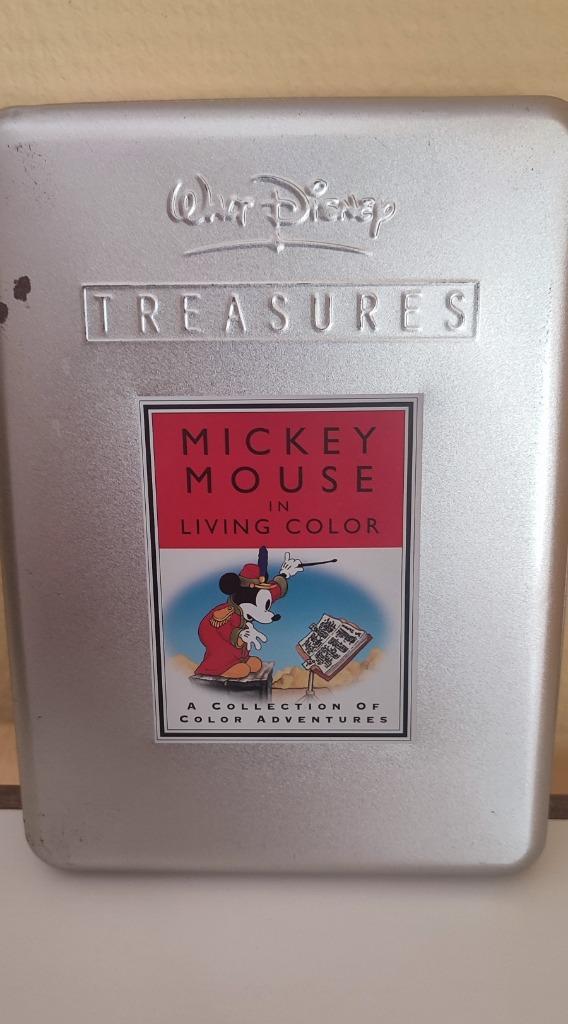 Walt Disney
TREASURES
MICKEY
MOUSE
IN
LIVING COLOR
A COLLECTION OF
COLOR ADVENTURES